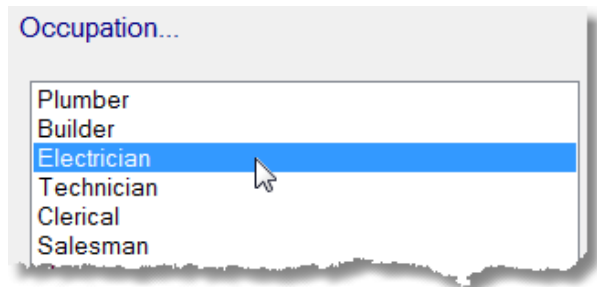 Occupation...
Plumber
Builder
Electrician
Technician
Clerical
Salesman